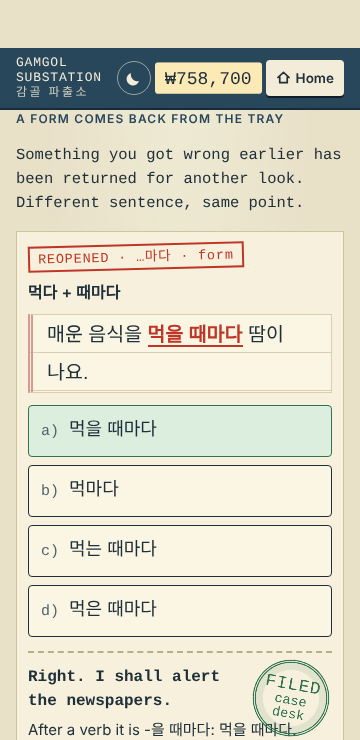 GAMGOL
SUBSTATION
감골 파출소
₩758,700
Home
A FORM COMES BACK FROM THE TRAY
Something you got wrong earlier has
been returned for another look.
Different sentence, same point.
REOPENED · …마다 · form
먹다 + 때마다
매운 음식을 먹을 때마다 땀이
나요.
a) 먹을 때마다
b) 먹마다
c) 먹는 때마다
d) 먹은 때마다
Right. I shall alert
the newspapers.
FILED
case
desk
After a verb it is -을 때마다: 먹을 때마다.